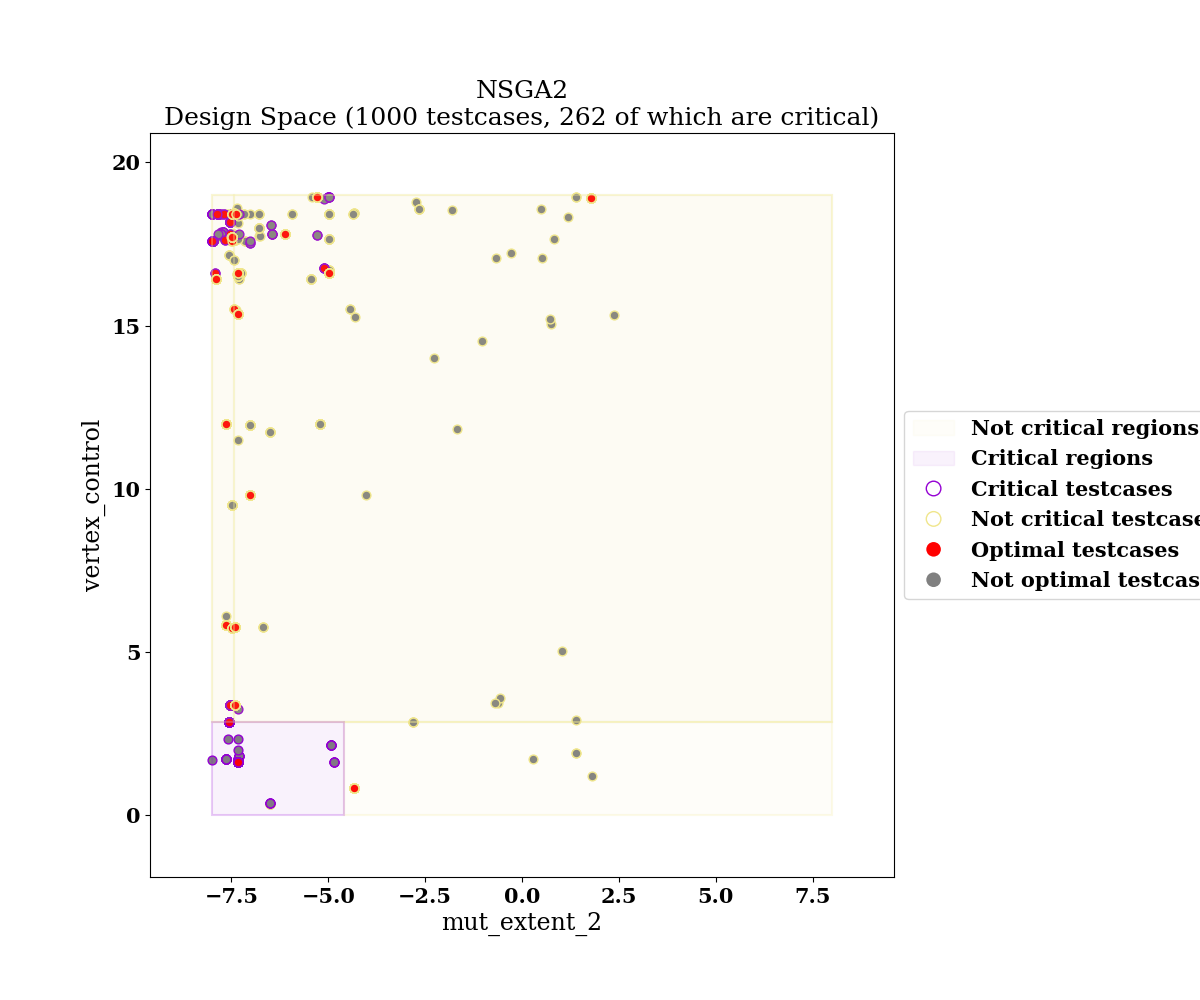 NSGA2
Design Space (1000 testcases, 262 of which are critical)
20
15
10
5
0
vertex_control
−7.5
−5.0
−2.5
0.0
2.5
5.0
7.5
mut_extent_2
Not critical regions
Critical regions
Critical testcases
Not critical testcase
Optimal testcases
Not optimal testcas